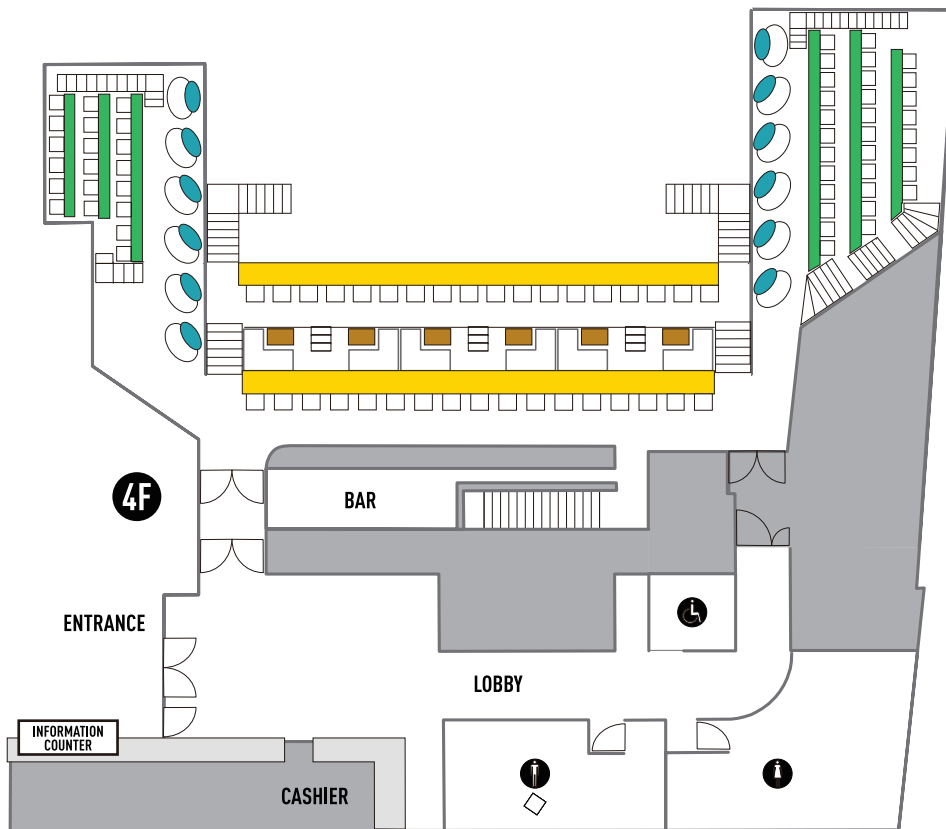 4F
BAR
ENTRANCE
LOBBY
INFORMATION
COUNTER
CASHIER